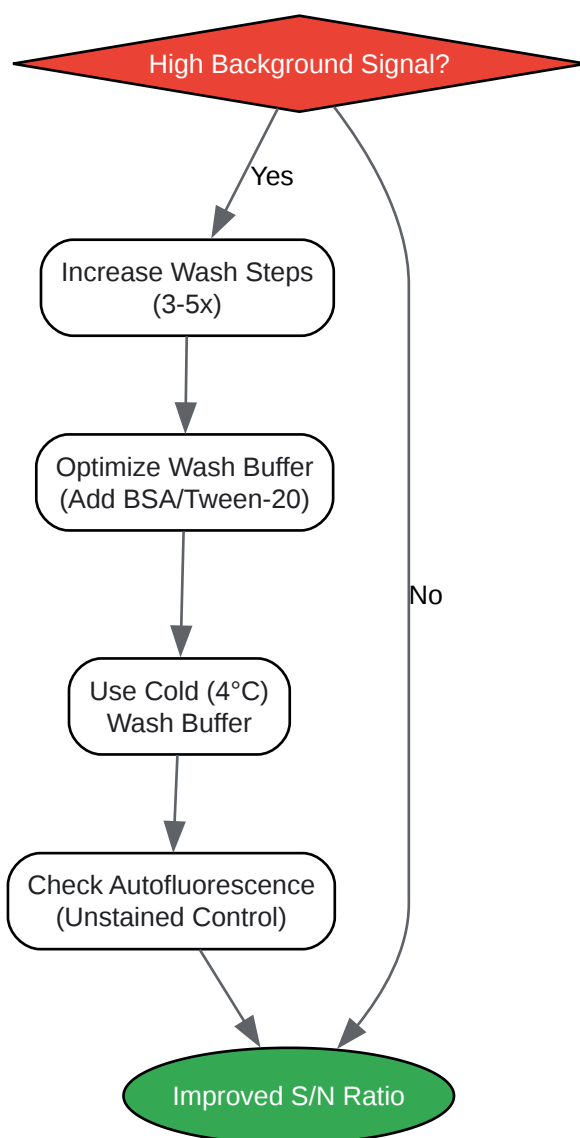 High Background Signal?
Yes
Increase Wash Steps
(3-5x)
Optimize Wash Buffer
(Add BSA/Tween-20)
No
Use Cold (4°C)
Wash Buffer
Check Autofluorescence
(Unstained Control)
Improved S/N Ratio